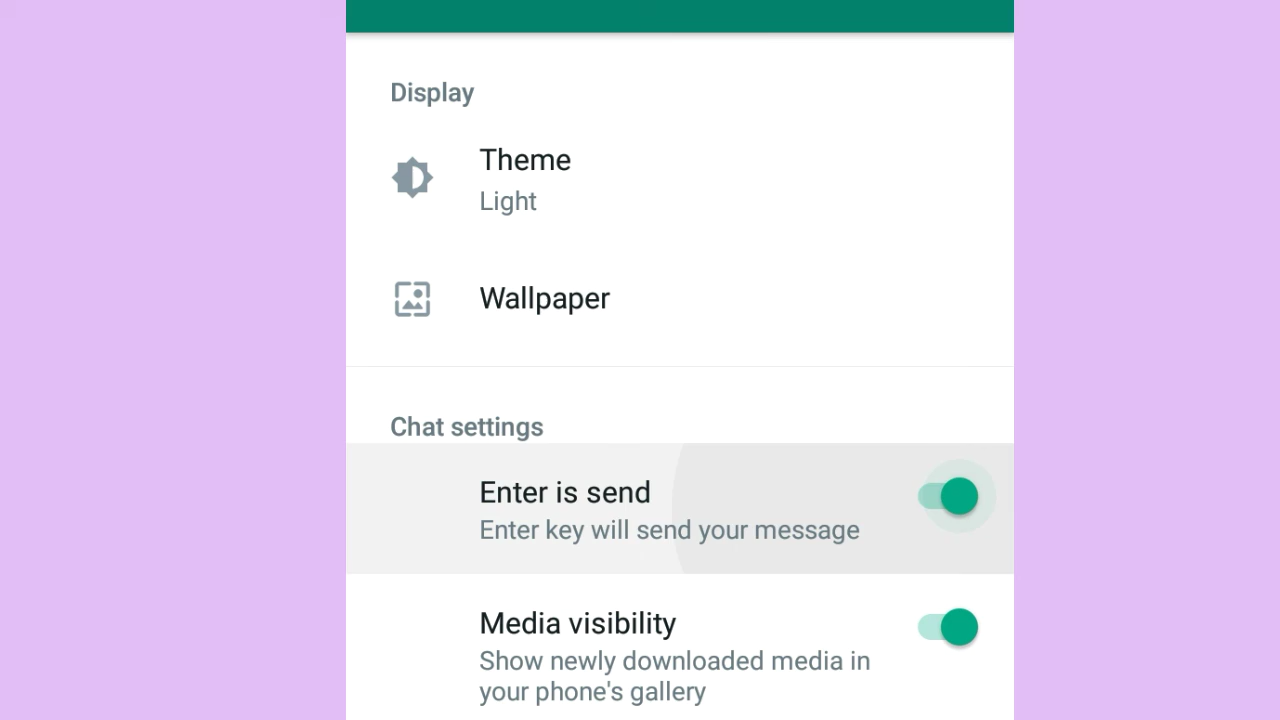 Display
Theme
Light
Wallpaper
Chat settings
Enter is send
Enter key will send your message
Media visibility
Show newly downloaded media in
your phone's gallery